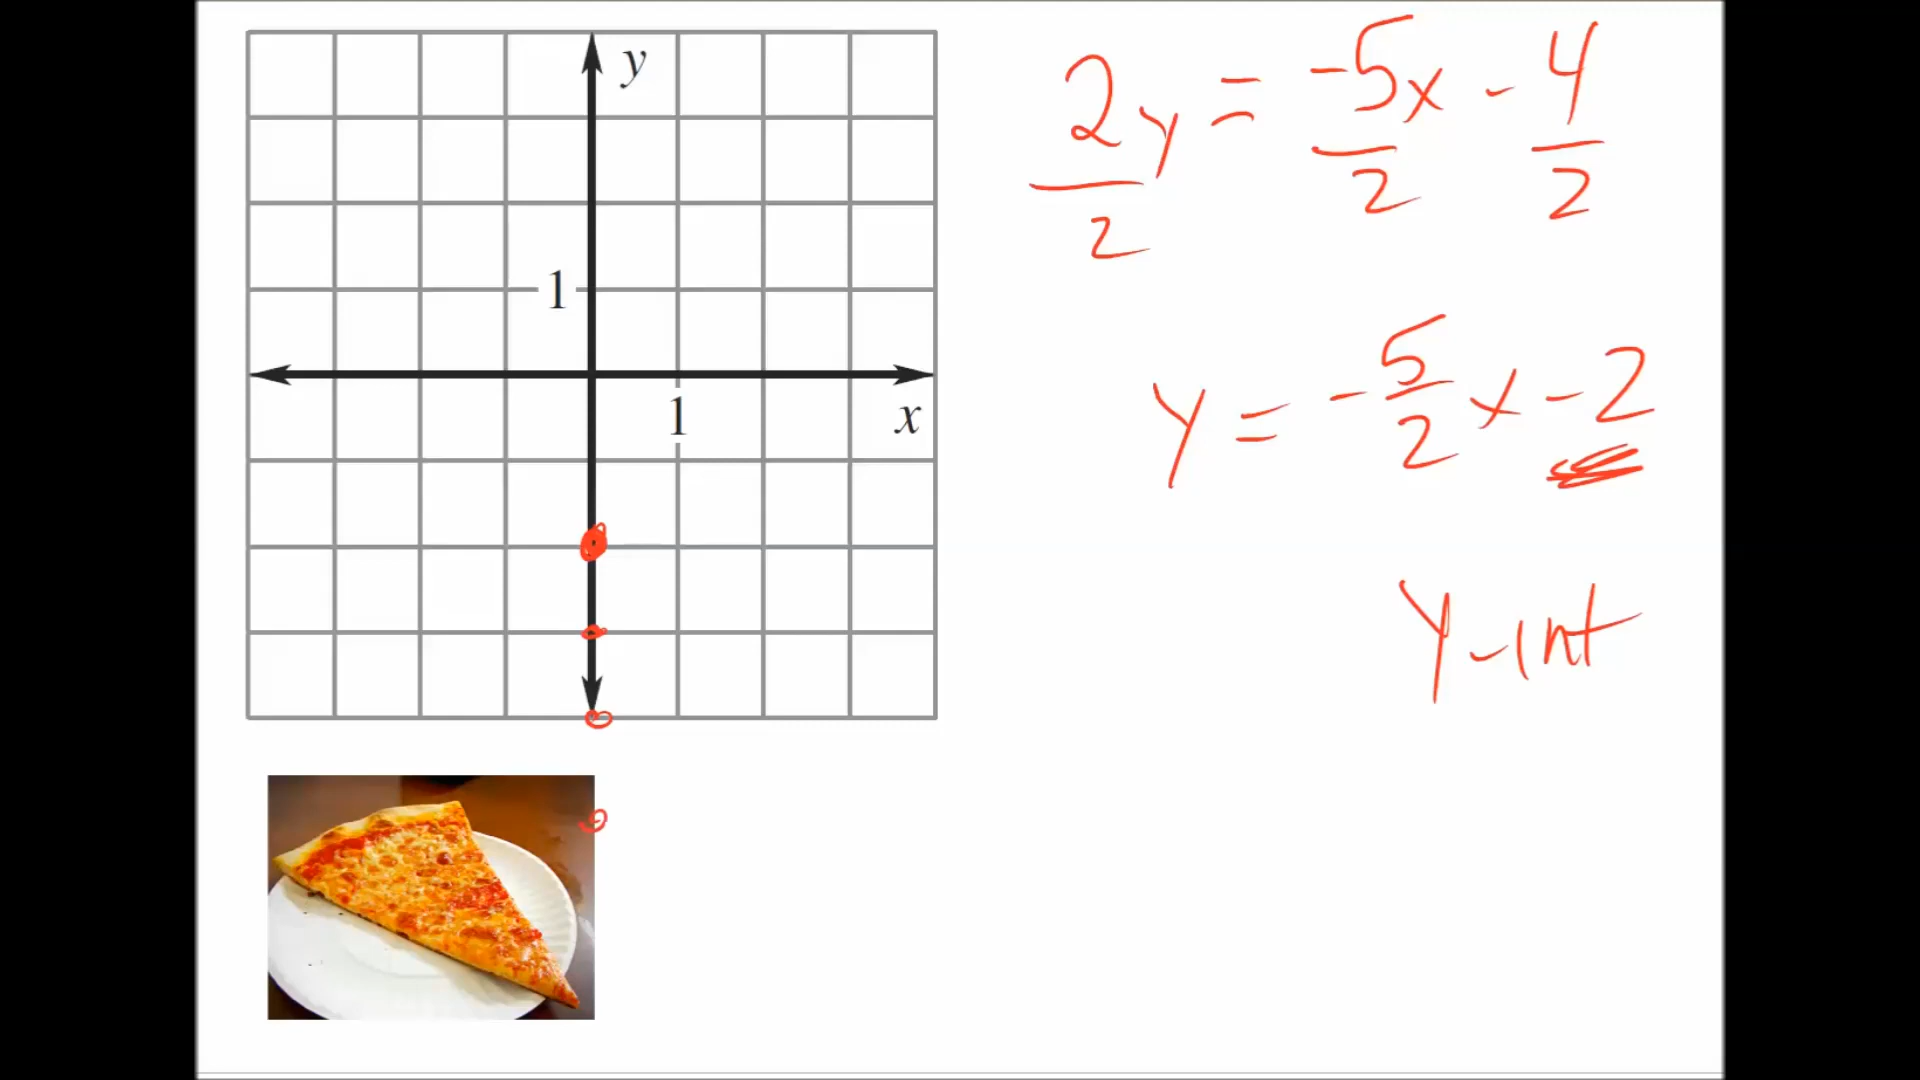 y
1
1
x
2y = -5x - 4
2 2 2
y = -5/2 x - 2
y-int